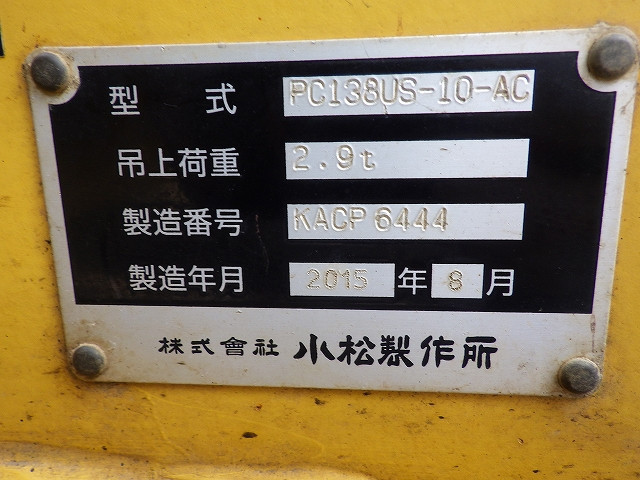 型 式 PC138US-10-AC
吊上荷重 2.9t
製造番号 KACP 6444
製造年月 2015 年 8 月
株式會社 小松製作所